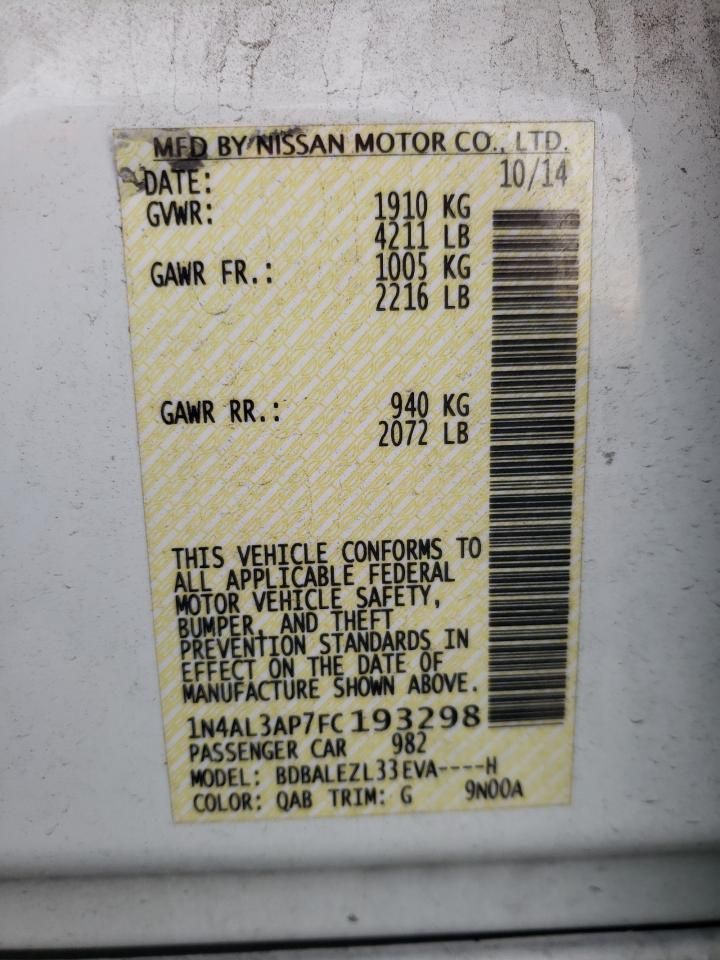 MFD BY NISSAN MOTOR CO., LTD.
DATE: 10/14
GVWR: 1910 KG
4211 LB
GAWR FR.: 1005 KG
2216 LB
GAWR RR.: 940 KG
2072 LB
THIS VEHICLE CONFORMS TO
ALL APPLICABLE FEDERAL
MOTOR VEHICLE SAFETY,
BUMPER, AND THEFT
PREVENTION STANDARDS IN
EFFECT ON THE DATE OF
MANUFACTURE SHOWN ABOVE.
1N4AL3AP7FC193298
PASSENGER CAR 982
MODEL: BDBALEZL33EVA----H
COLOR: QAB TRIM: G 9N00A